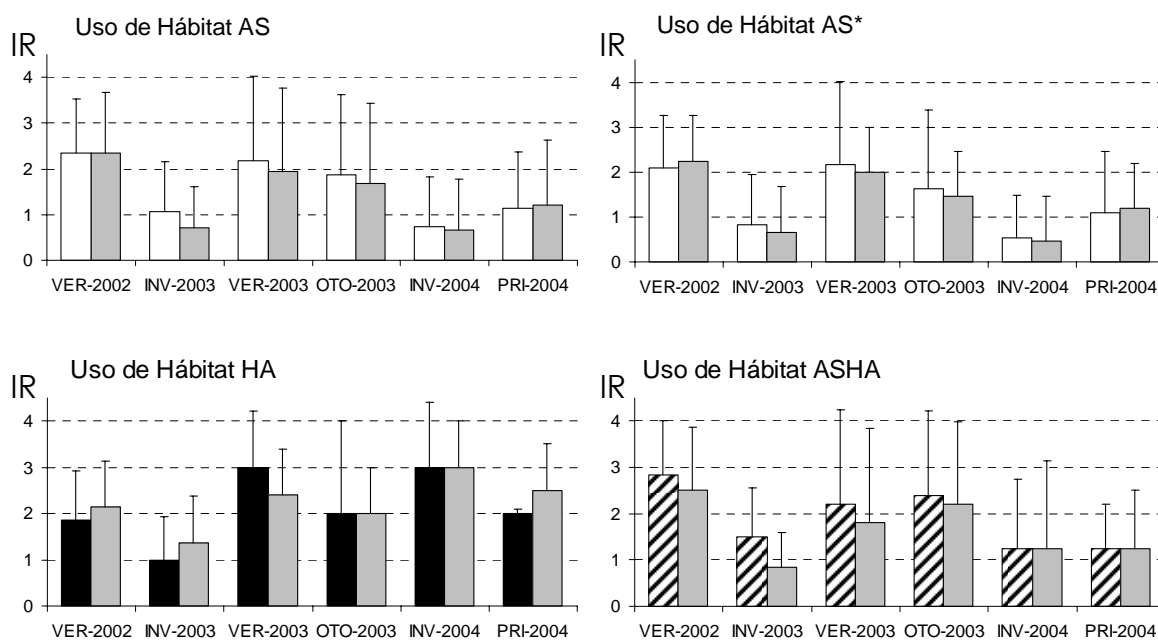 Uso de Hábitat AS
IR
4
3
2
1
0
VER-2002 INV-2003 VER-2003 OTO-2003 INV-2004 PRI-2004
Uso de Hábitat AS*
IR
4
3
2
1
0
VER-2002 INV-2003 VER-2003 OTO-2003 INV-2004 PRI-2004
Uso de Hábitat HA
IR
4
3
2
1
0
VER-2002 INV-2003 VER-2003 OTO-2003 INV-2004 PRI-2004
Uso de Hábitat ASHA
IR
4
3
2
1
0
VER-2002 INV-2003 VER-2003 OTO-2003 INV-2004 PRI-2004